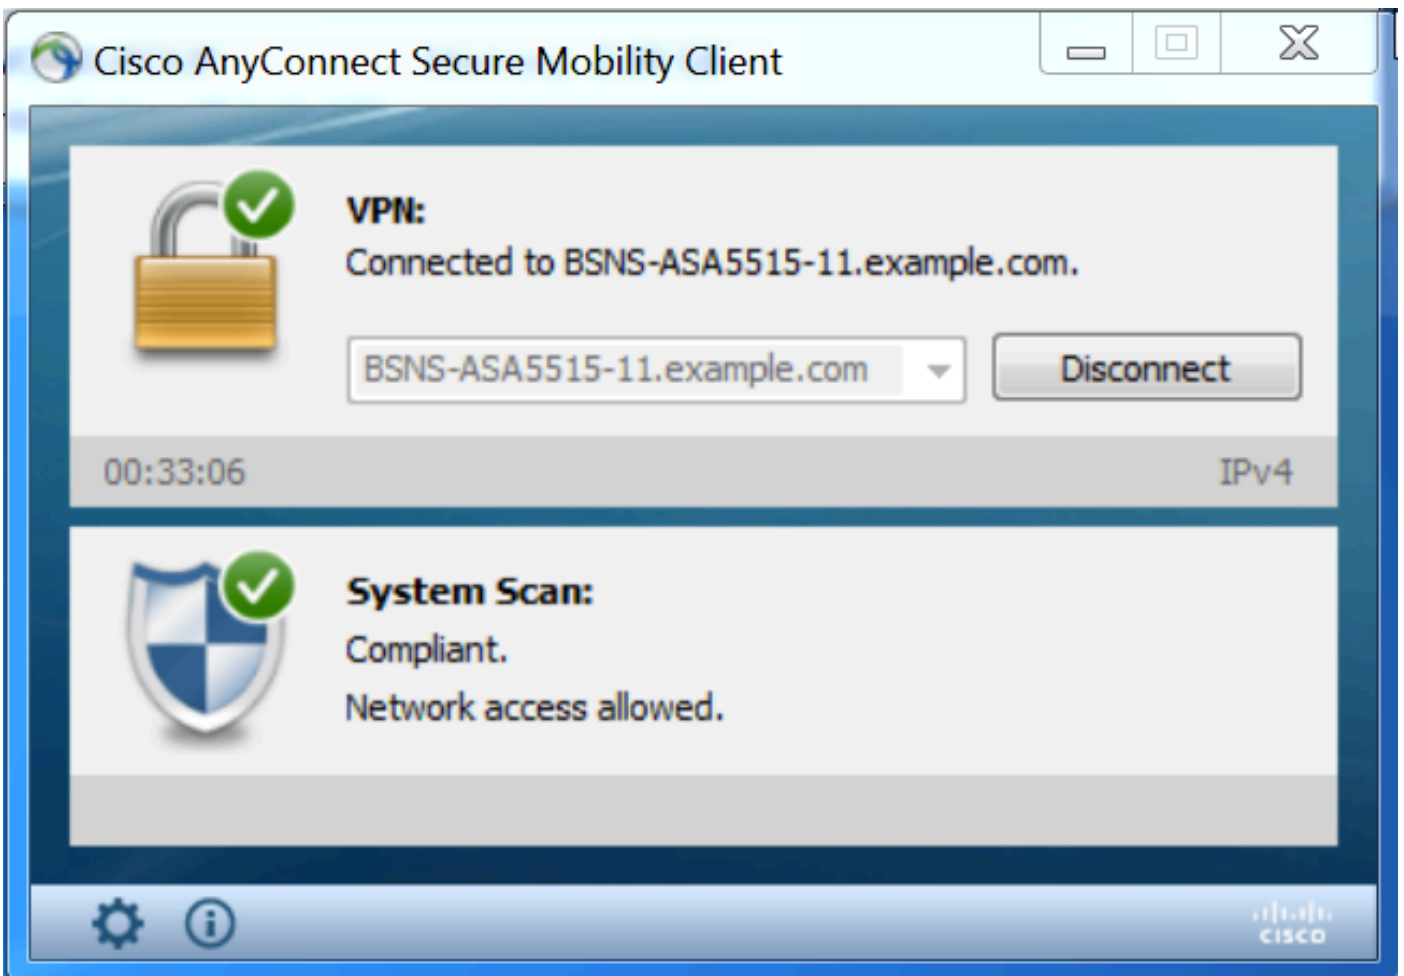 Cisco AnyConnect Secure Mobility Client
VPN:
Connected to BSNS-ASA5515-11.example.com.
BSNS-ASA5515-11.example.com
Disconnect
00:33:06
IPv4
System Scan:
Compliant.
Network access allowed.
CISCO